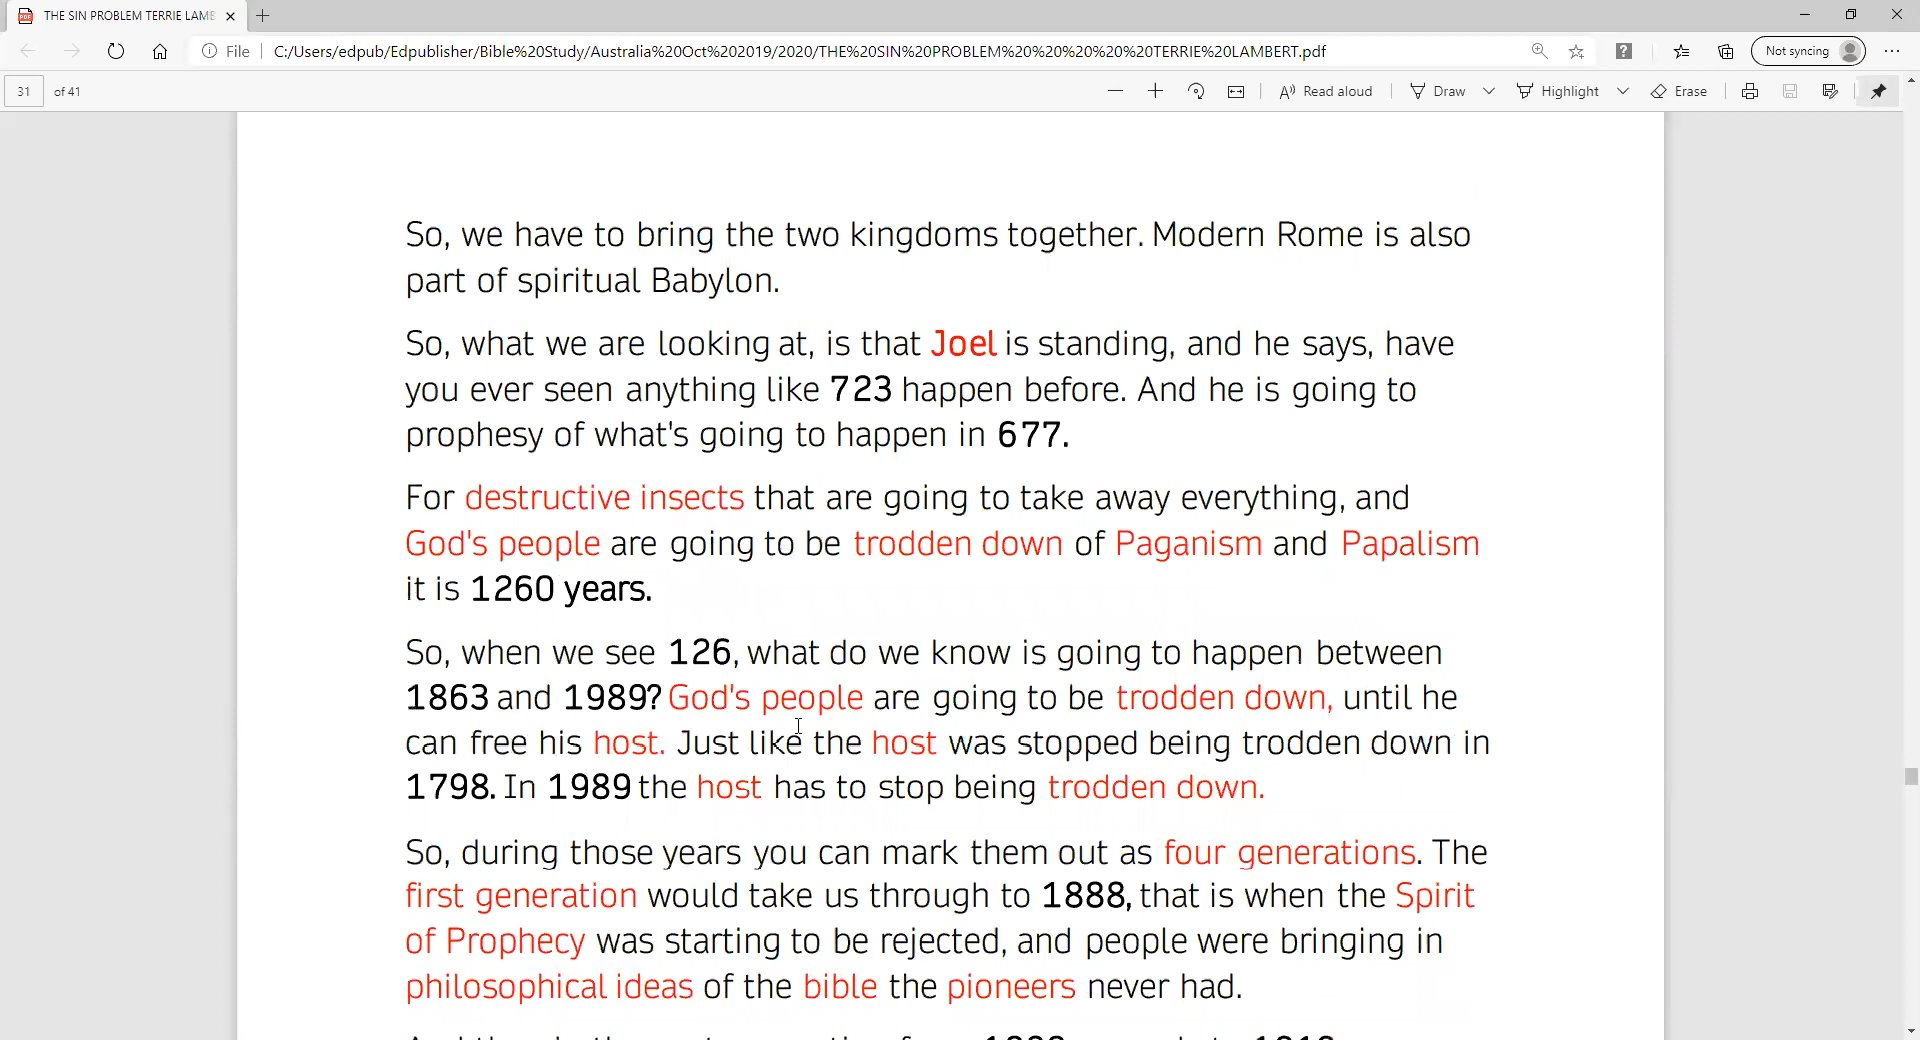 THE SIN PROBLEM TERRIE LAMB
File C:/Users/edpub/Edpublisher/Bible%20Study/Australia%20Oct%202019/2020/THE%20SIN%20PROBLEM%20%20%20%20%20TERRIE%20LAMBERT.pdf Not syncing
31 of 41 Read aloud Draw Highlight Erase
So, we have to bring the two kingdoms together. Modern Rome is also
part of spiritual Babylon.
So, what we are looking at, is that Joel is standing, and he says, have
you ever seen anything like 723 happen before. And he is going to
prophesy of what's going to happen in 677.
For destructive insects that are going to take away everything, and
God's people are going to be trodden down of Paganism and Papalism
it is 1260 years.
So, when we see 126, what do we know is going to happen between
1863 and 1989? God's people are going to be trodden down, until he
can free his host. Just like the host was stopped being trodden down in
1798. In 1989 the host has to stop being trodden down.
So, during those years you can mark them out as four generations. The
first generation would take us through to 1888, that is when the Spirit
of Prophecy was starting to be rejected, and people were bringing in
philosophical ideas of the bible the pioneers never had.